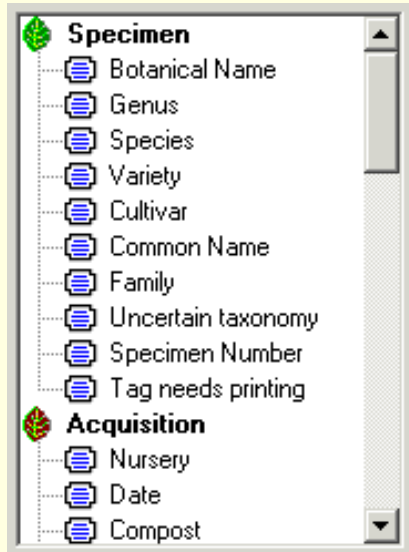 Specimen
Botanical Name
Genus
Species
Variety
Cultivar
Common Name
Family
Uncertain taxonomy
Specimen Number
Tag needs printing
Acquisition
Nursery
Date
Compost